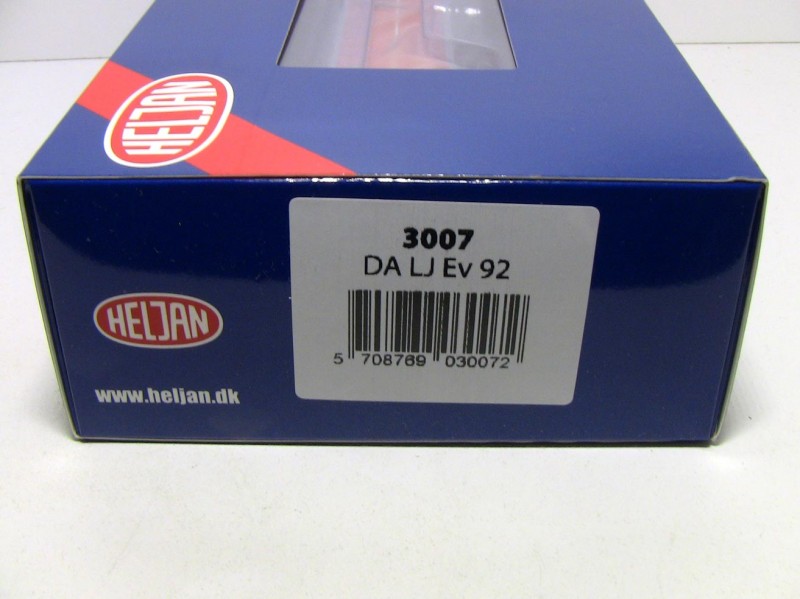 HELJAN
3007
DA LJ Ev 92
5 708769 030072
HELJAN
www.heljan.dk